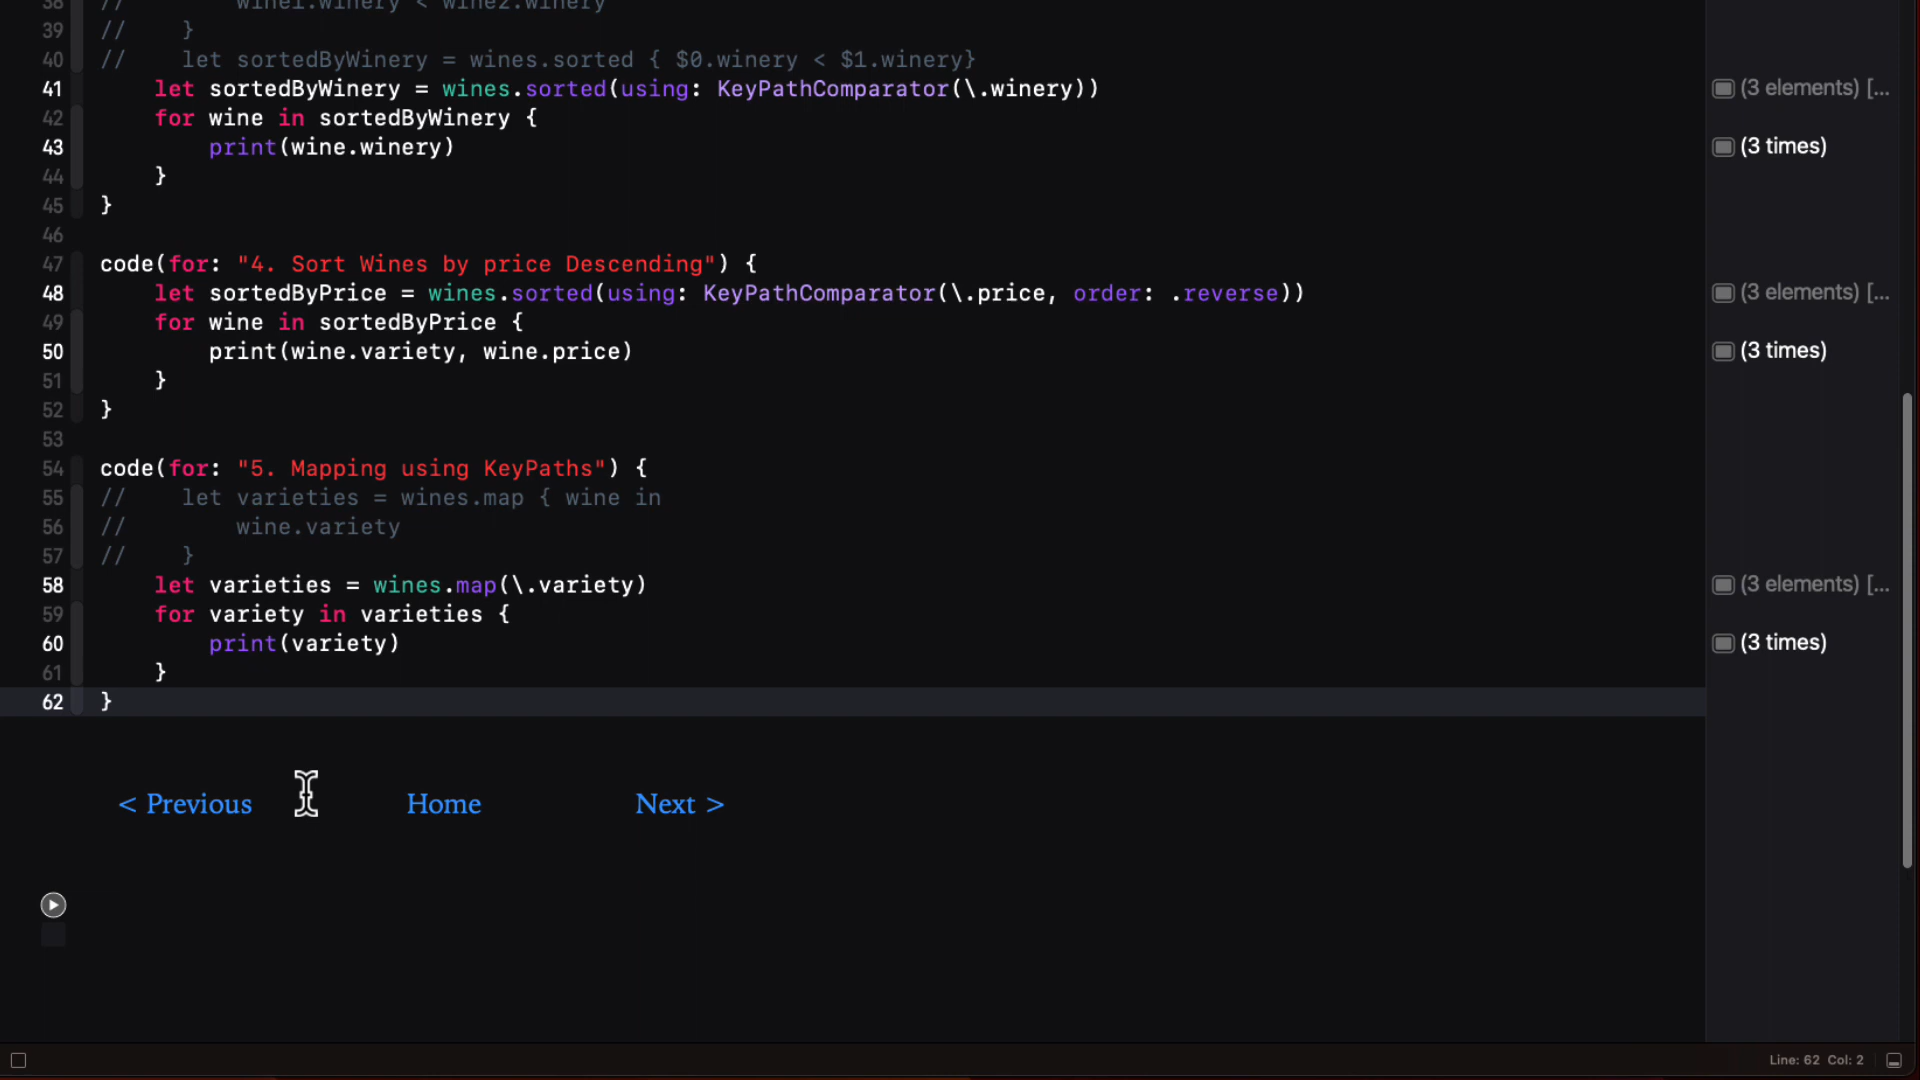 38 //        wine1.winery < wine2.winery
39 //    }
40 //    let sortedByWinery = wines.sorted { $0.winery < $1.winery}
41     let sortedByWinery = wines.sorted(using: KeyPathComparator(\.winery)) (3 elements) [...
42     for wine in sortedByWinery {
43         print(wine.winery) (3 times)
44     }
45 }
46
47 code(for: "4. Sort Wines by price Descending") {
48     let sortedByPrice = wines.sorted(using: KeyPathComparator(\.price, order: .reverse)) (3 elements) [...
49     for wine in sortedByPrice {
50         print(wine.variety, wine.price) (3 times)
51     }
52 }
53
54 code(for: "5. Mapping using KeyPaths") {
55 //    let varieties = wines.map { wine in
56 //        wine.variety
57 //    }
58     let varieties = wines.map(\.variety) (3 elements) [...
59     for variety in varieties {
60         print(variety) (3 times)
61     }
62 }
< Previous Home Next >
Line: 62 Col: 2